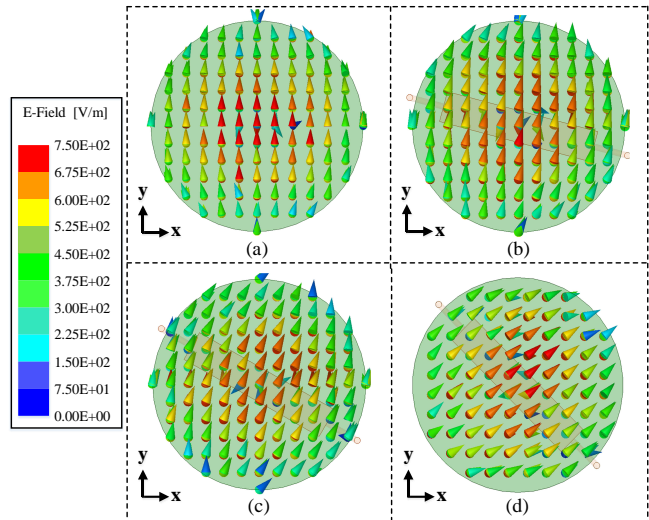 E-Field [V/m]
7.50E+02
6.75E+02
6.00E+02
5.25E+02
4.50E+02
3.75E+02
3.00E+02
2.25E+02
1.50E+02
7.50E+01
0.00E+00
y
x
(a)
y
x
(b)
y
x
(c)
y
x
(d)